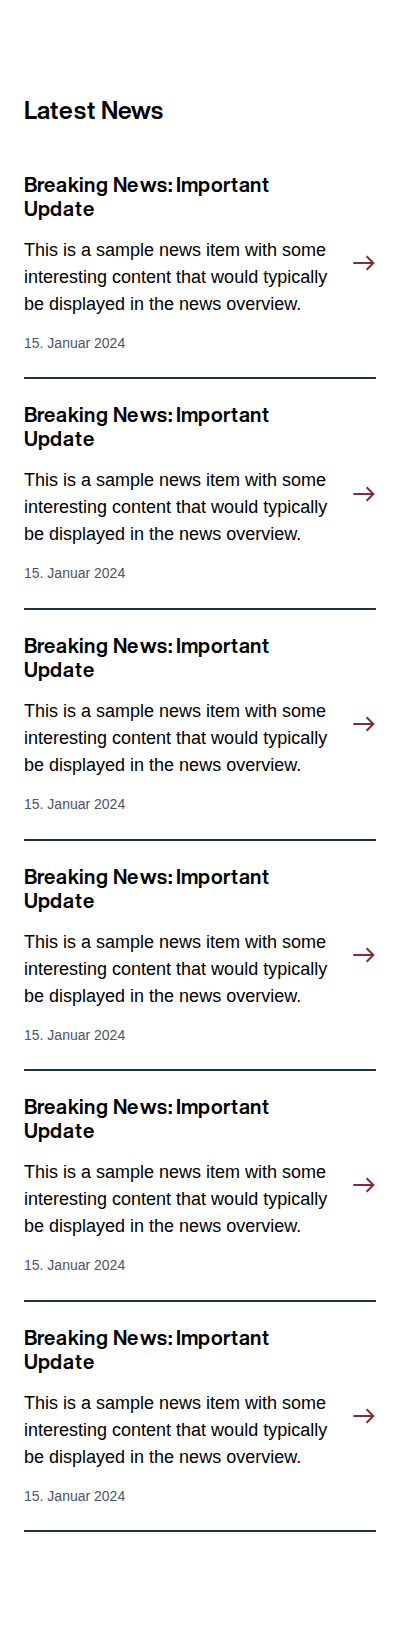 Latest News
Breaking News: Important
Update
This is a sample news item with some
interesting content that would typically
be displayed in the news overview.
15. Januar 2024
Breaking News: Important
Update
This is a sample news item with some
interesting content that would typically
be displayed in the news overview.
15. Januar 2024
Breaking News: Important
Update
This is a sample news item with some
interesting content that would typically
be displayed in the news overview.
15. Januar 2024
Breaking News: Important
Update
This is a sample news item with some
interesting content that would typically
be displayed in the news overview.
15. Januar 2024
Breaking News: Important
Update
This is a sample news item with some
interesting content that would typically
be displayed in the news overview.
15. Januar 2024
Breaking News: Important
Update
This is a sample news item with some
interesting content that would typically
be displayed in the news overview.
15. Januar 2024